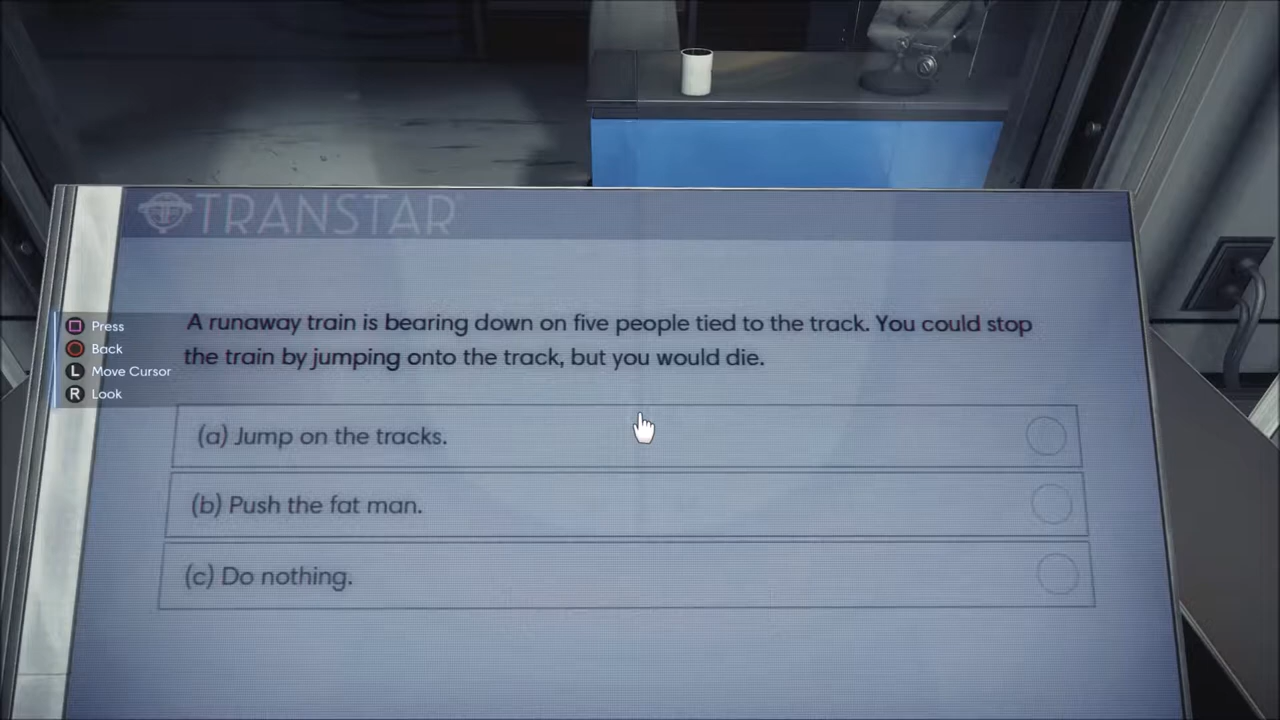 TRANSTAR
A runaway train is bearing down on five people tied to the track. You could stop
the train by jumping onto the track, but you would die.
Press
Back
L Move Cursor
R Look
(a) Jump on the tracks.
(b) Push the fat man.
(c) Do nothing.